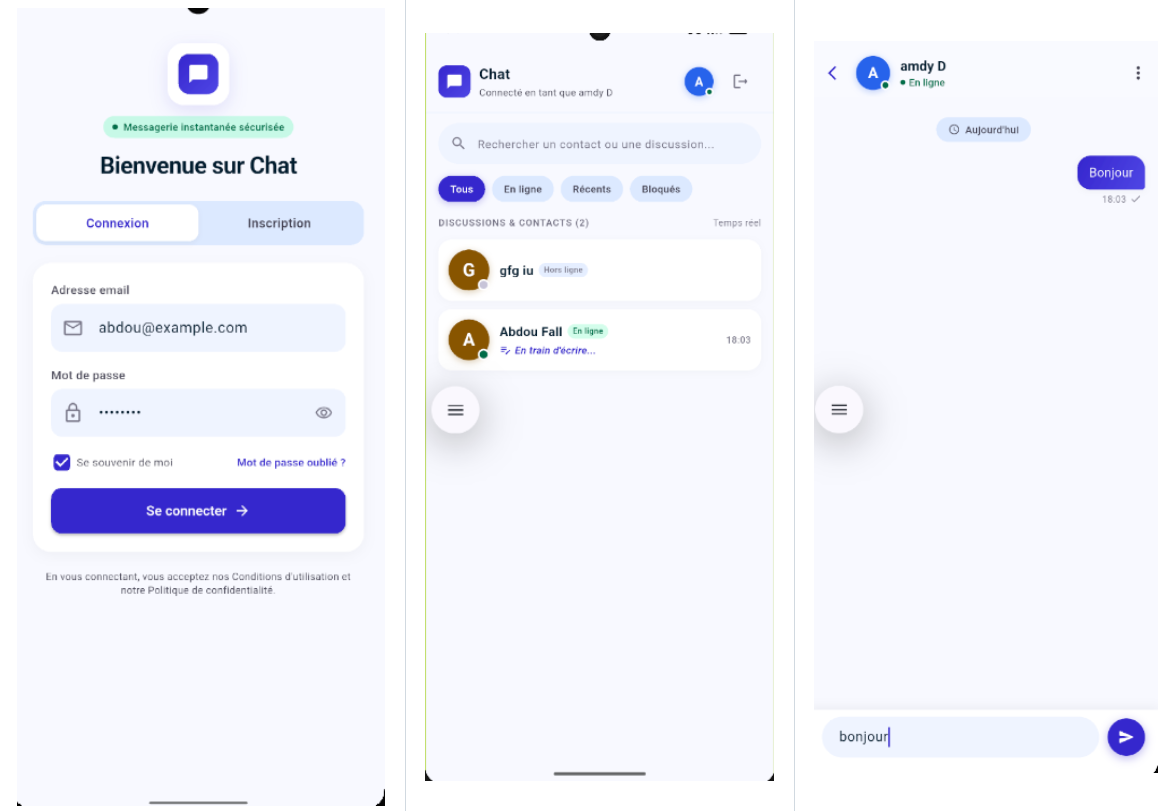 Messagerie instantanée sécurisée
Bienvenue sur Chat
Connexion
Inscription
Adresse email
abdou@example.com
Mot de passe
••••••••
Se souvenir de moi
Mot de passe oublié ?
Se connecter →
En vous connectant, vous acceptez nos Conditions d'utilisation et
notre Politique de confidentialité.
Chat
Connecté en tant que amdy D
A
Rechercher un contact ou une discussion...
Tous
En ligne
Récents
Bloqués
DISCUSSIONS & CONTACTS (2)
Temps réel
G
gfg iu
Hors ligne
A
Abdou Fall
En ligne
En train d'écrire...
18:03
A
amdy D
En ligne
Aujourd'hui
Bonjour
18:03
bonjour